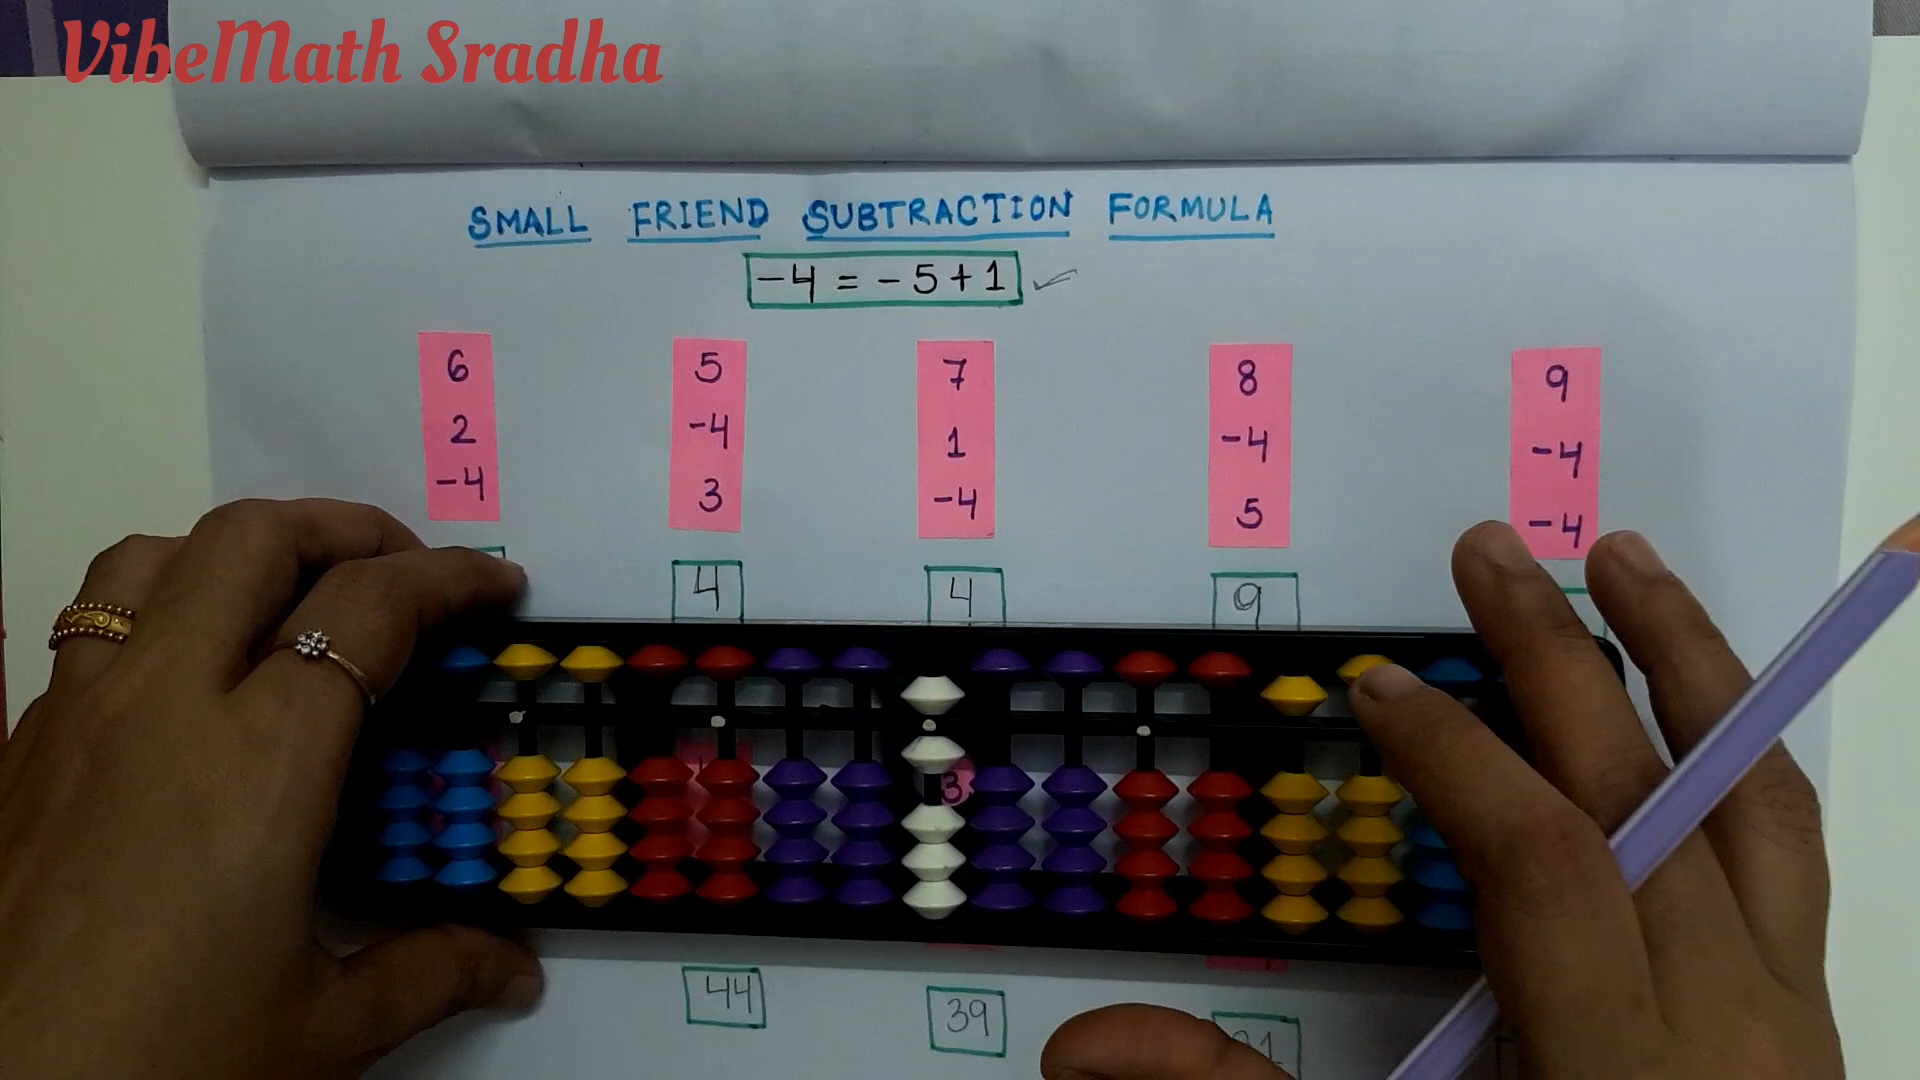 VibeMath Sradha
SMALL FRIEND SUBTRACTION FORMULA
-4 = -5+1
6 5 7 8 9
2 -4 1 -4 -4
-4 3 -4 5 -4
4 4 9
3
44 39